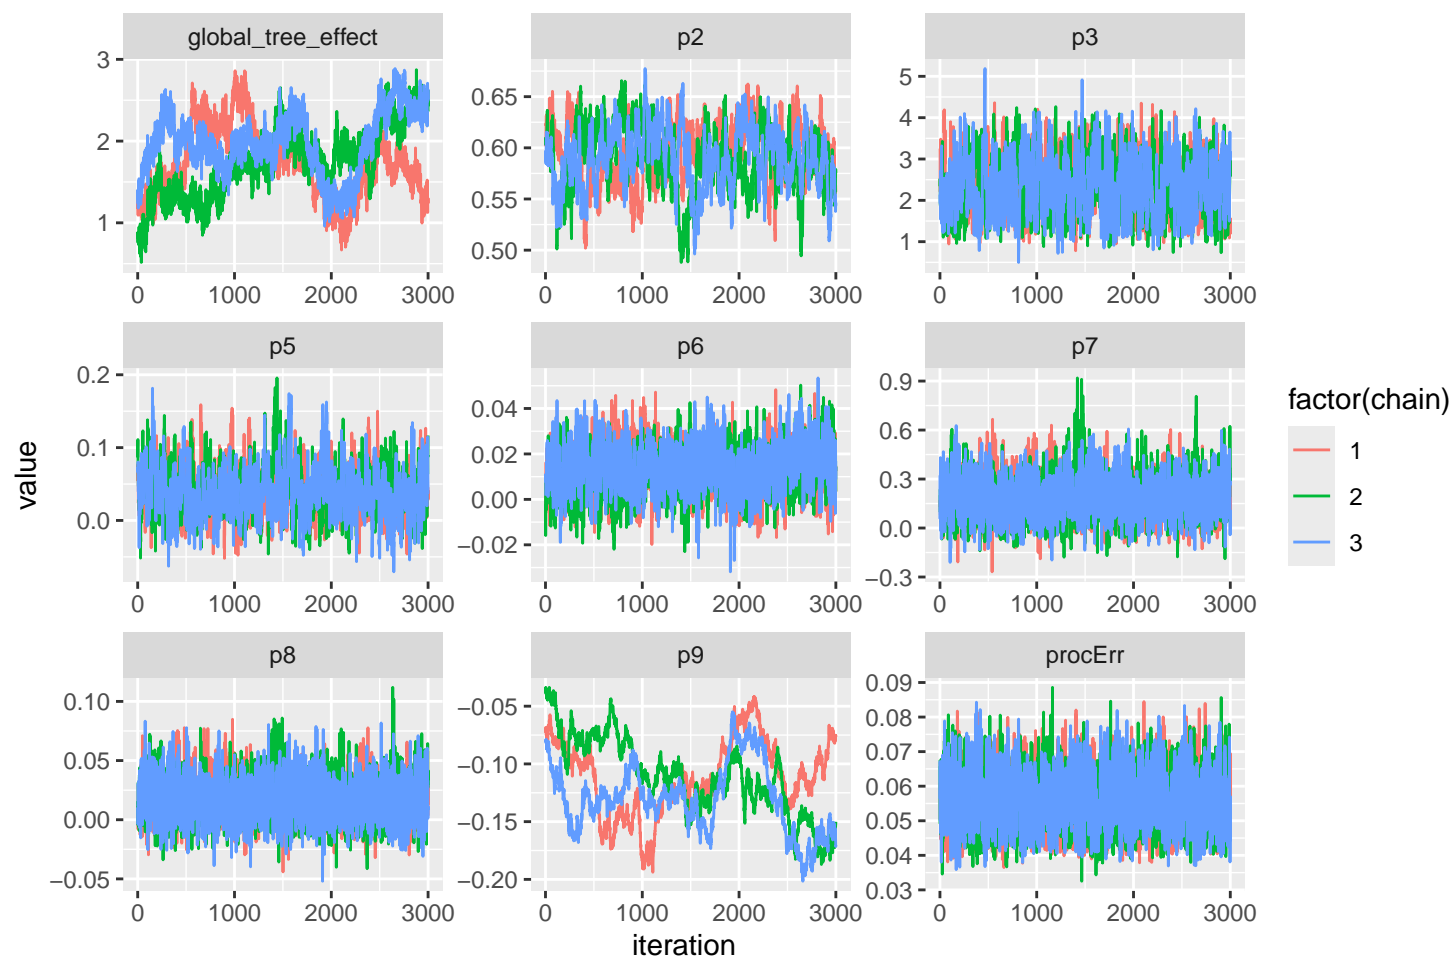 global_tree_effect
p2
p3
3
2
1
0.65
0.60
0.55
0.50
5
4
3
2
1
0 1000 2000 3000
0 1000 2000 3000
0 1000 2000 3000
p5
p6
p7
0.2
0.1
0.0
0.04
0.02
0.00
−0.02
0.9
0.6
0.3
0.0
−0.3
0 1000 2000 3000
0 1000 2000 3000
0 1000 2000 3000
p8
p9
procErr
0.10
0.05
0.00
−0.05
−0.05
−0.10
−0.15
−0.20
0.09
0.08
0.07
0.06
0.05
0.04
0.03
0 1000 2000 3000
0 1000 2000 3000
0 1000 2000 3000
value
iteration
factor(chain)
1
2
3